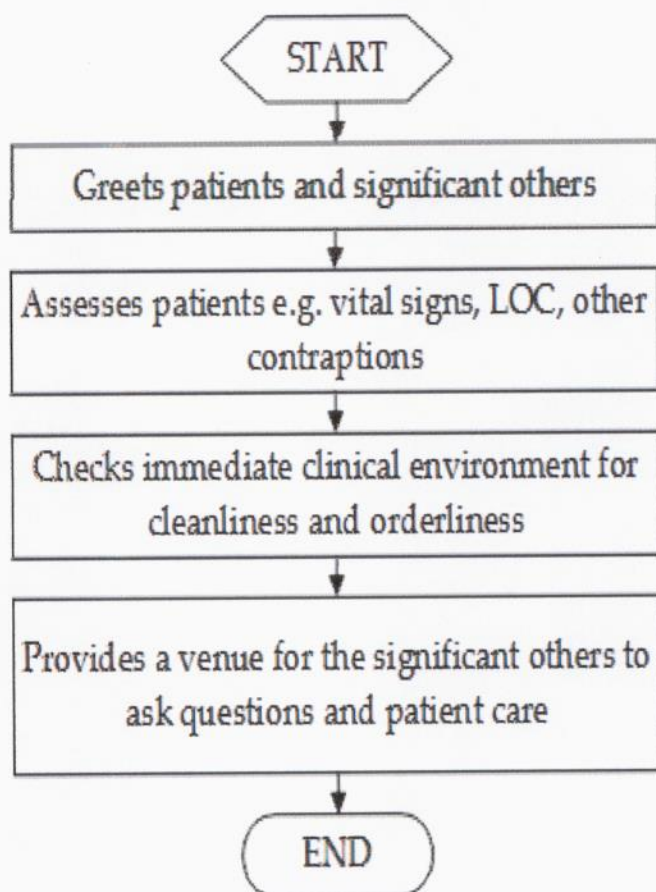 START
Greets patients and significant others
Assesses patients e.g. vital signs, LOC, other
contraptions
Checks immediate clinical environment for
cleanliness and orderliness
Provides a venue for the significant others to
ask questions and patient care
END